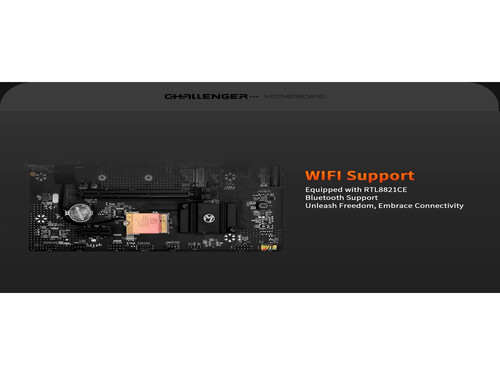 CHALLENGER MOTHERBOARD
WIFI Support
Equipped with RTL8821CE
Bluetooth Support
Unleash Freedom, Embrace Connectivity